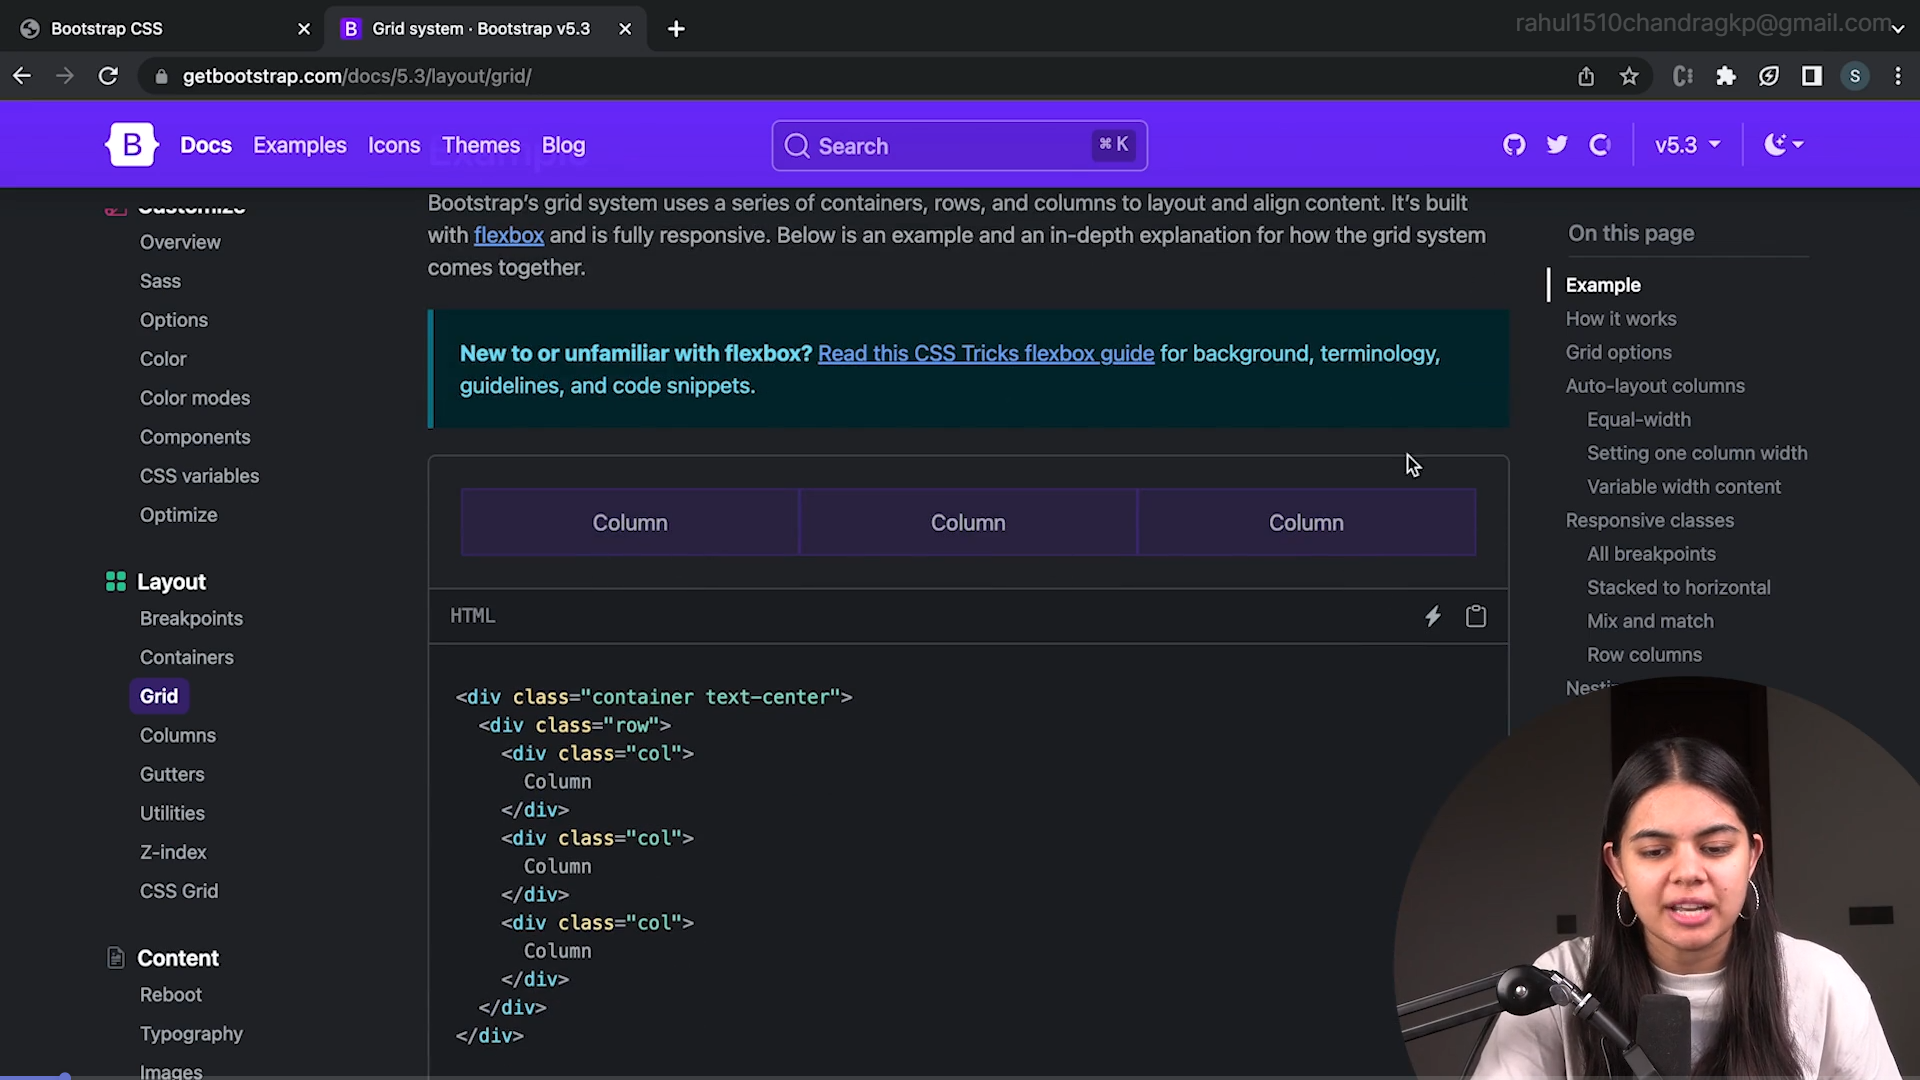 Bootstrap CSS
Grid system · Bootstrap v5.3
rahul1510chandragkp@gmail.com
getbootstrap.com/docs/5.3/layout/grid/
S
B
Docs
Examples
Icons
Themes
Blog
Search
⌘ K
v5.3
Customize
Overview
Sass
Options
Color
Color modes
Components
CSS variables
Optimize
Layout
Breakpoints
Containers
Grid
Columns
Gutters
Utilities
Z-index
CSS Grid
Content
Reboot
Typography
Images
Example
Bootstrap’s grid system uses a series of containers, rows, and columns to layout and align content. It’s built
with flexbox and is fully responsive. Below is an example and an in-depth explanation for how the grid system
comes together.
New to or unfamiliar with flexbox? Read this CSS Tricks flexbox guide for background, terminology,
guidelines, and code snippets.
Column Column Column
HTML
<div class="container text-center">
<div class="row">
<div class="col">
Column
</div>
<div class="col">
Column
</div>
<div class="col">
Column
</div>
</div>
</div>
On this page
Example
How it works
Grid options
Auto-layout columns
Equal-width
Setting one column width
Variable width content
Responsive classes
All breakpoints
Stacked to horizontal
Mix and match
Row columns